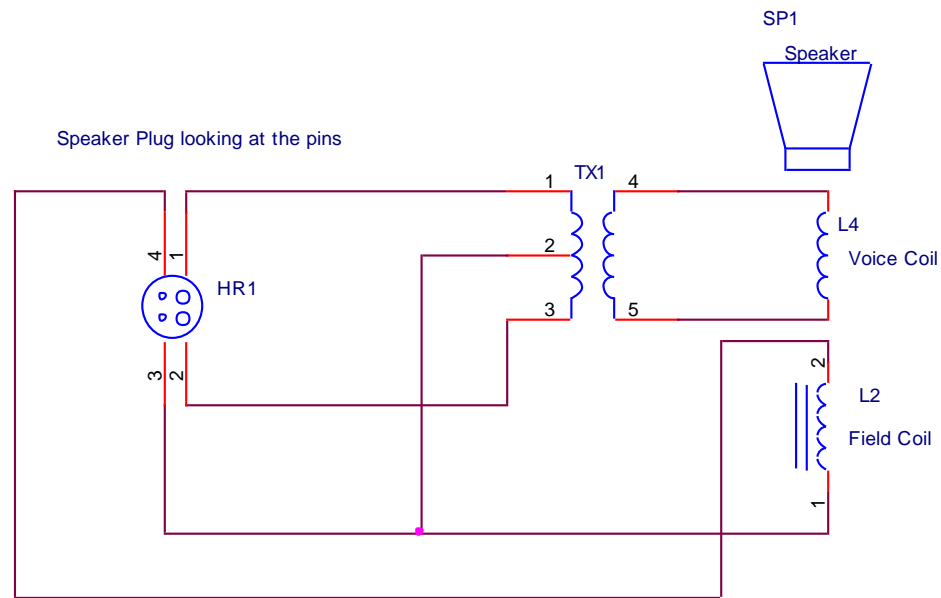 SP1
Speaker
Speaker Plug looking at the pins
1
TX1
4
4
1
2
L4
Voice Coil
HR1
3
5
3
2
2
L2
Field Coil
1